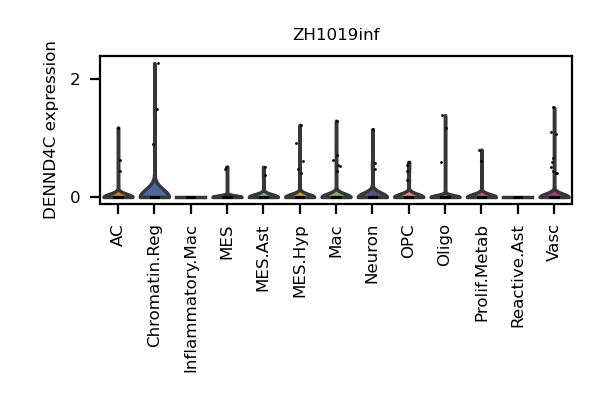 ZH1019inf
DENND4C expression
2
0
AC
Chromatin.Reg
Inflammatory.Mac
MES
MES.Ast
MES.Hyp
Mac
Neuron
OPC
Oligo
Prolif.Metab
Reactive.Ast
Vasc